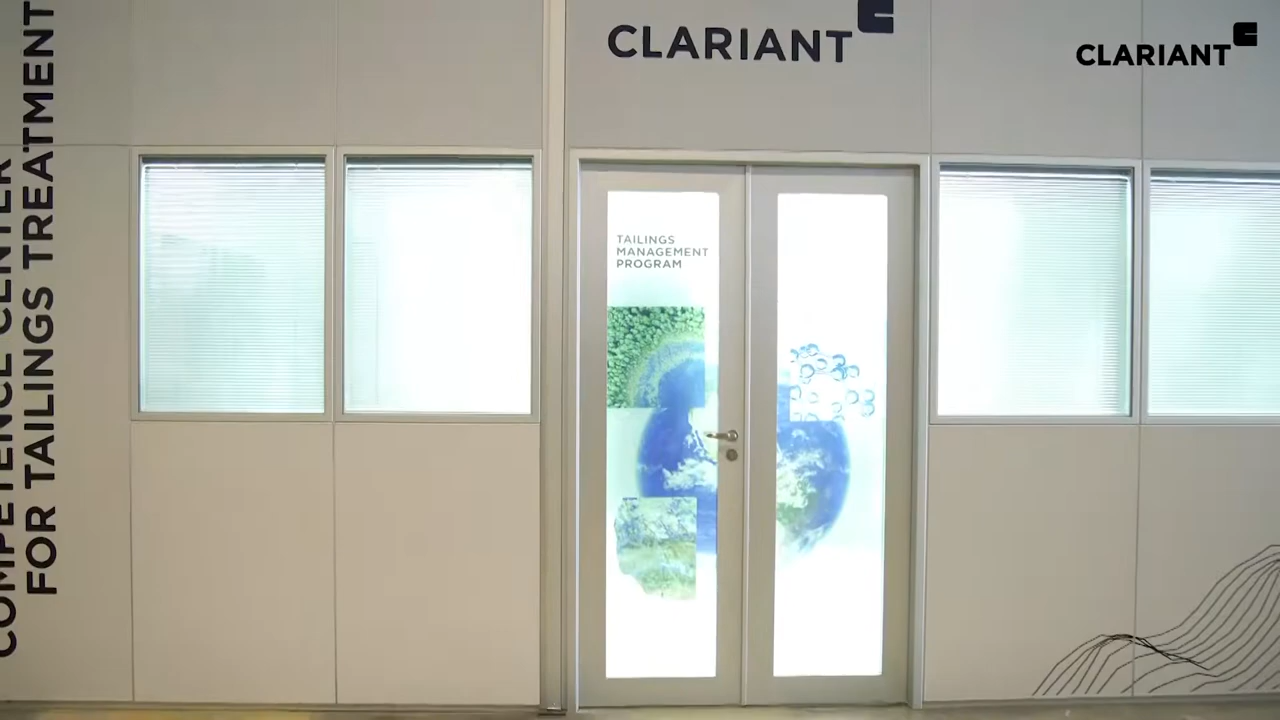 COMPETENCE CENTER
FOR TAILINGS TREATMENT
CLARIANT
CLARIANT
TAILINGS
MANAGEMENT
PROGRAM